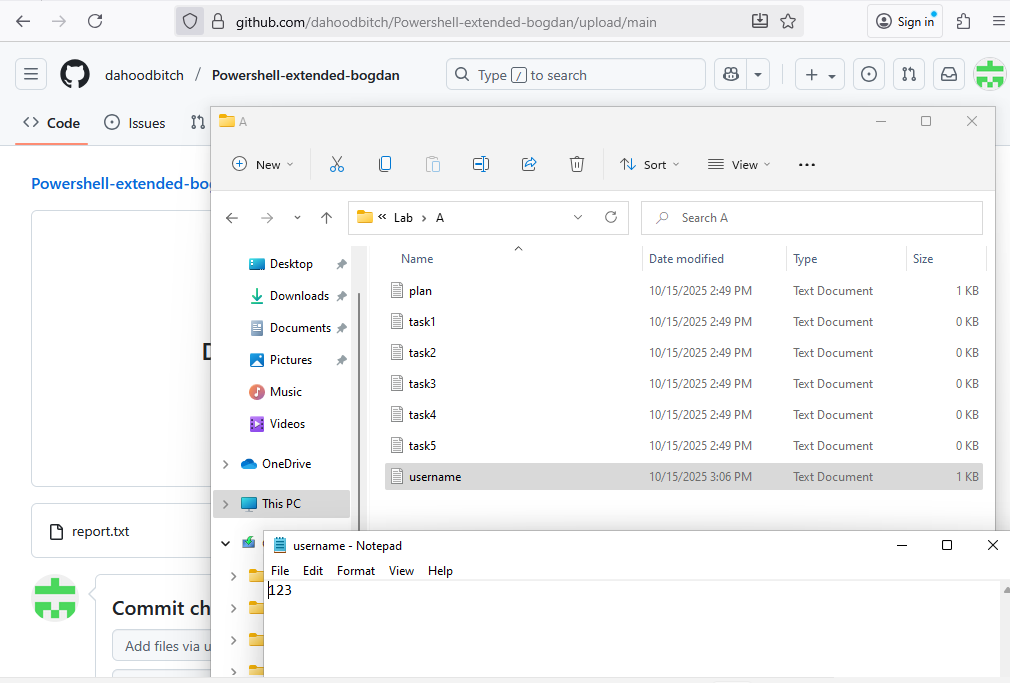 github.com/dahoodbitch/Powershell-extended-bogdan/upload/main
Sign in
dahoodbitch / Powershell-extended-bogdan
Type / to search
Code
Issues
Powershell-extended-bo
A
New
Sort
View
Lab > A
Search A
Name
Date modified
Type
Size
Desktop
Downloads
Documents
Pictures
Music
Videos
OneDrive
This PC
plan 10/15/2025 2:49 PM Text Document 1 KB
task1 10/15/2025 2:49 PM Text Document 0 KB
task2 10/15/2025 2:49 PM Text Document 0 KB
task3 10/15/2025 2:49 PM Text Document 0 KB
task4 10/15/2025 2:49 PM Text Document 0 KB
task5 10/15/2025 2:49 PM Text Document 0 KB
username 10/15/2025 3:06 PM Text Document 1 KB
report.txt
Commit ch
Add files via u
username - Notepad
File Edit Format View Help
123